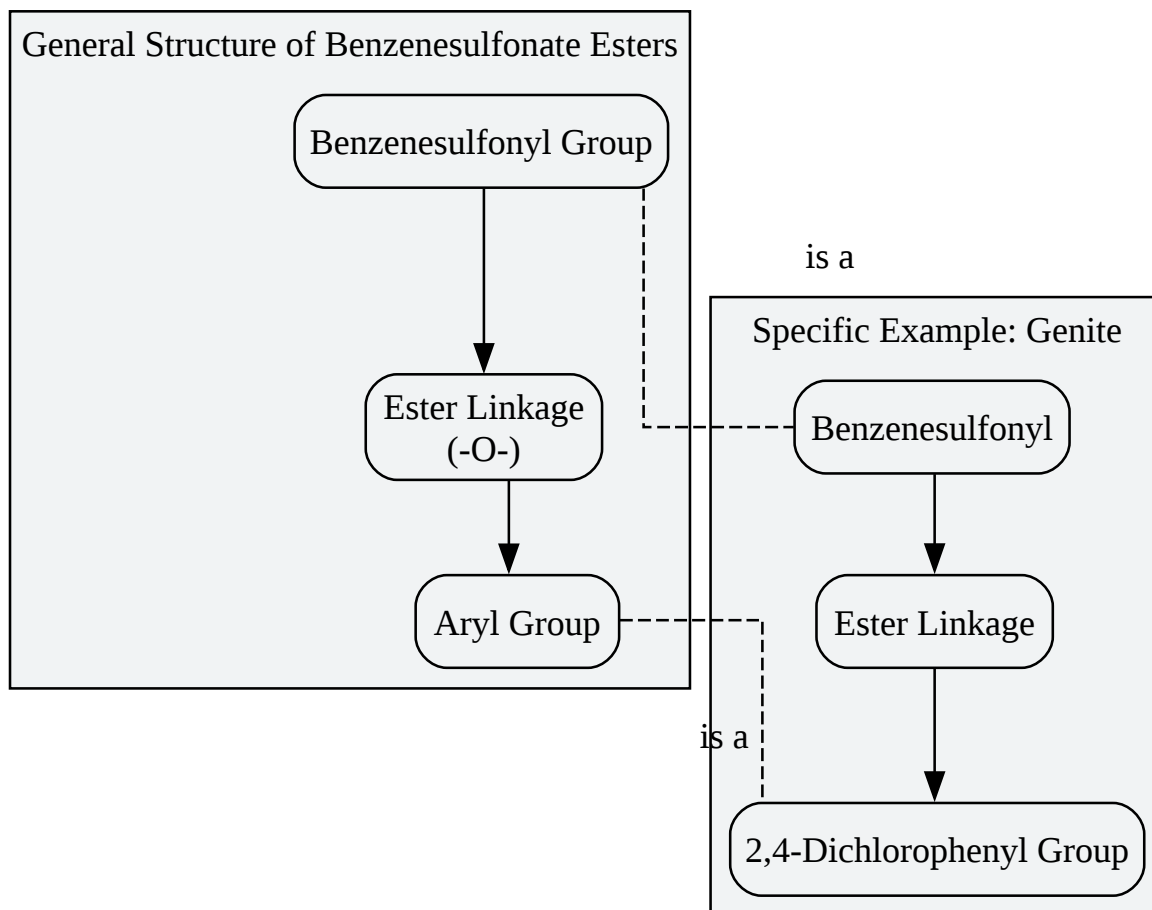 General Structure of Benzenesulfonate Esters
Benzenesulfonyl Group
Ester Linkage
(-O-)
Aryl Group
is a
Specific Example: Genite
Benzenesulfonyl
Ester Linkage
is a
2,4-Dichlorophenyl Group